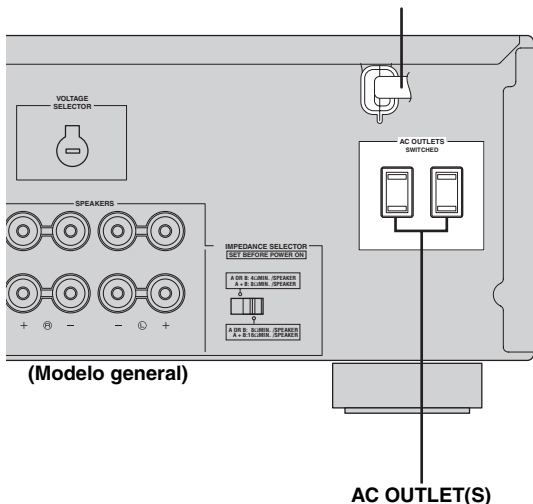 VOLTAGE
SELECTOR
AC OUTLETS
SWITCHED
SPEAKERS
IMPEDANCE SELECTOR
SET BEFORE POWER ON
A OR B: 4ΩMIN. /SPEAKER
A + B: 8ΩMIN. /SPEAKER
A OR B: 8ΩMIN. /SPEAKER
A + B:16ΩMIN. /SPEAKER
+ R - - L +
(Modelo general)
AC OUTLET(S)